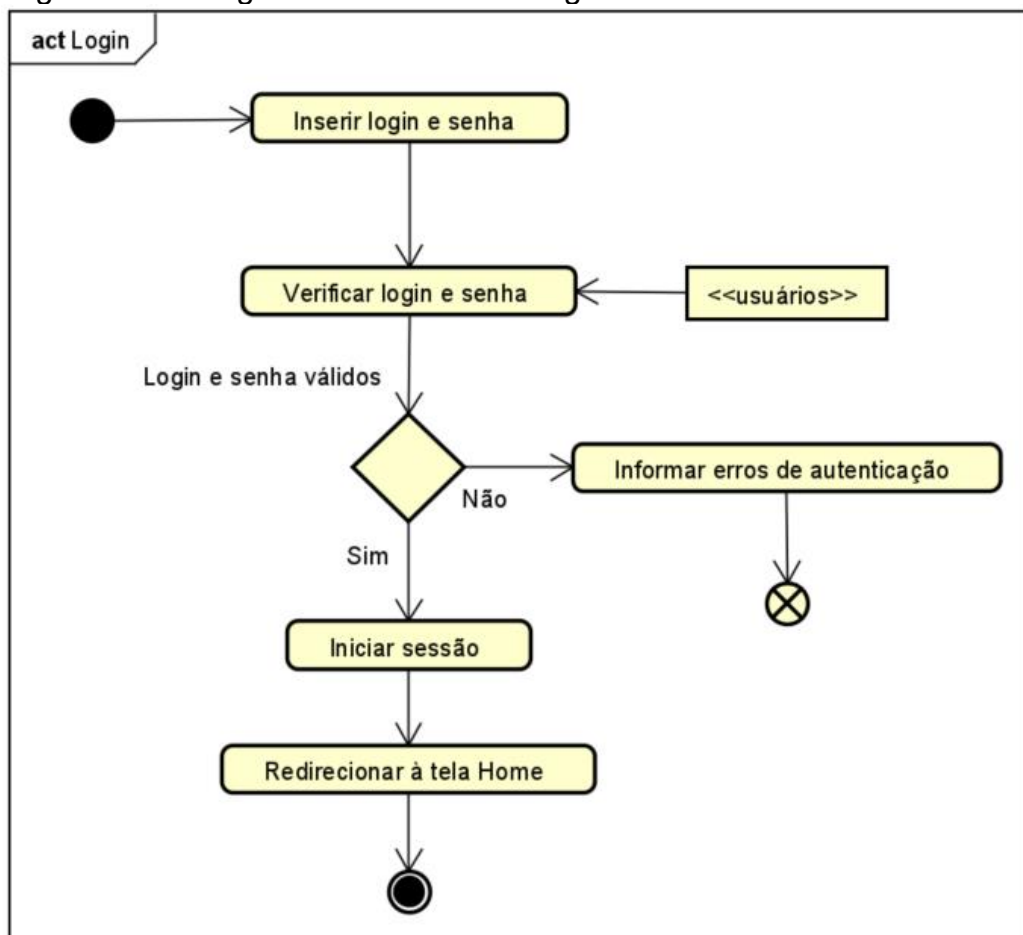 act Login
Inserir login e senha
Verificar login e senha
<<usuários>>
Login e senha válidos
Informar erros de autenticação
Não
Sim
Iniciar sessão
Redirecionar à tela Home